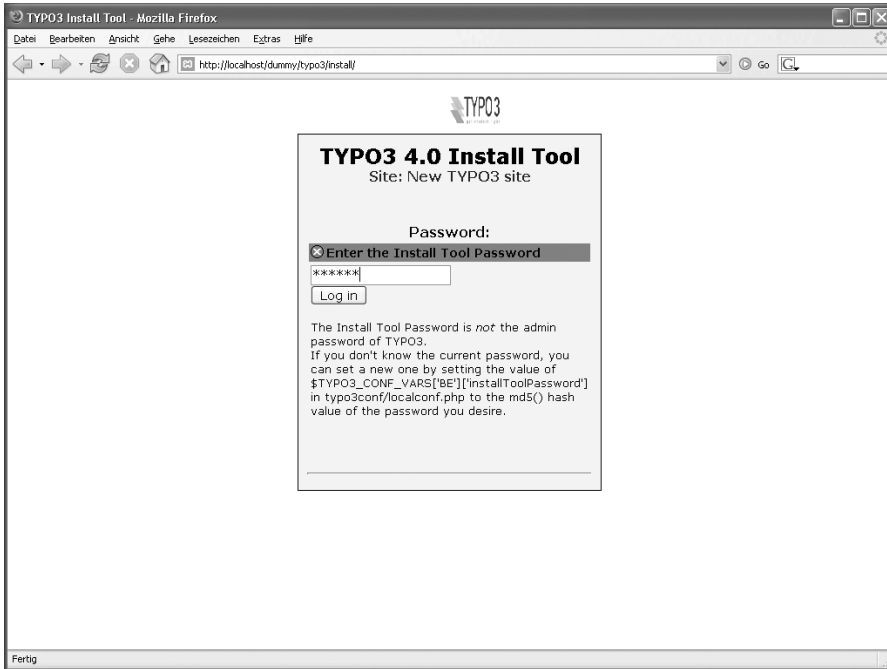 TYPO3 Install Tool - Mozilla Firefox
Datei Bearbeiten Ansicht Gehe Lesezeichen Extras Hilfe
http://localhost/dummy/typo3/install/ Go G
TYPO3
TYPO3 4.0 Install Tool
Site: New TYPO3 site
Password:
Enter the Install Tool Password
******
Log in
The Install Tool Password is not the admin
password of TYPO3.
If you don't know the current password, you
can set a new one by setting the value of
$TYPO3_CONF_VARS['BE']['installToolPassword']
in typo3conf/localconf.php to the md5() hash
value of the password you desire.
Fertig